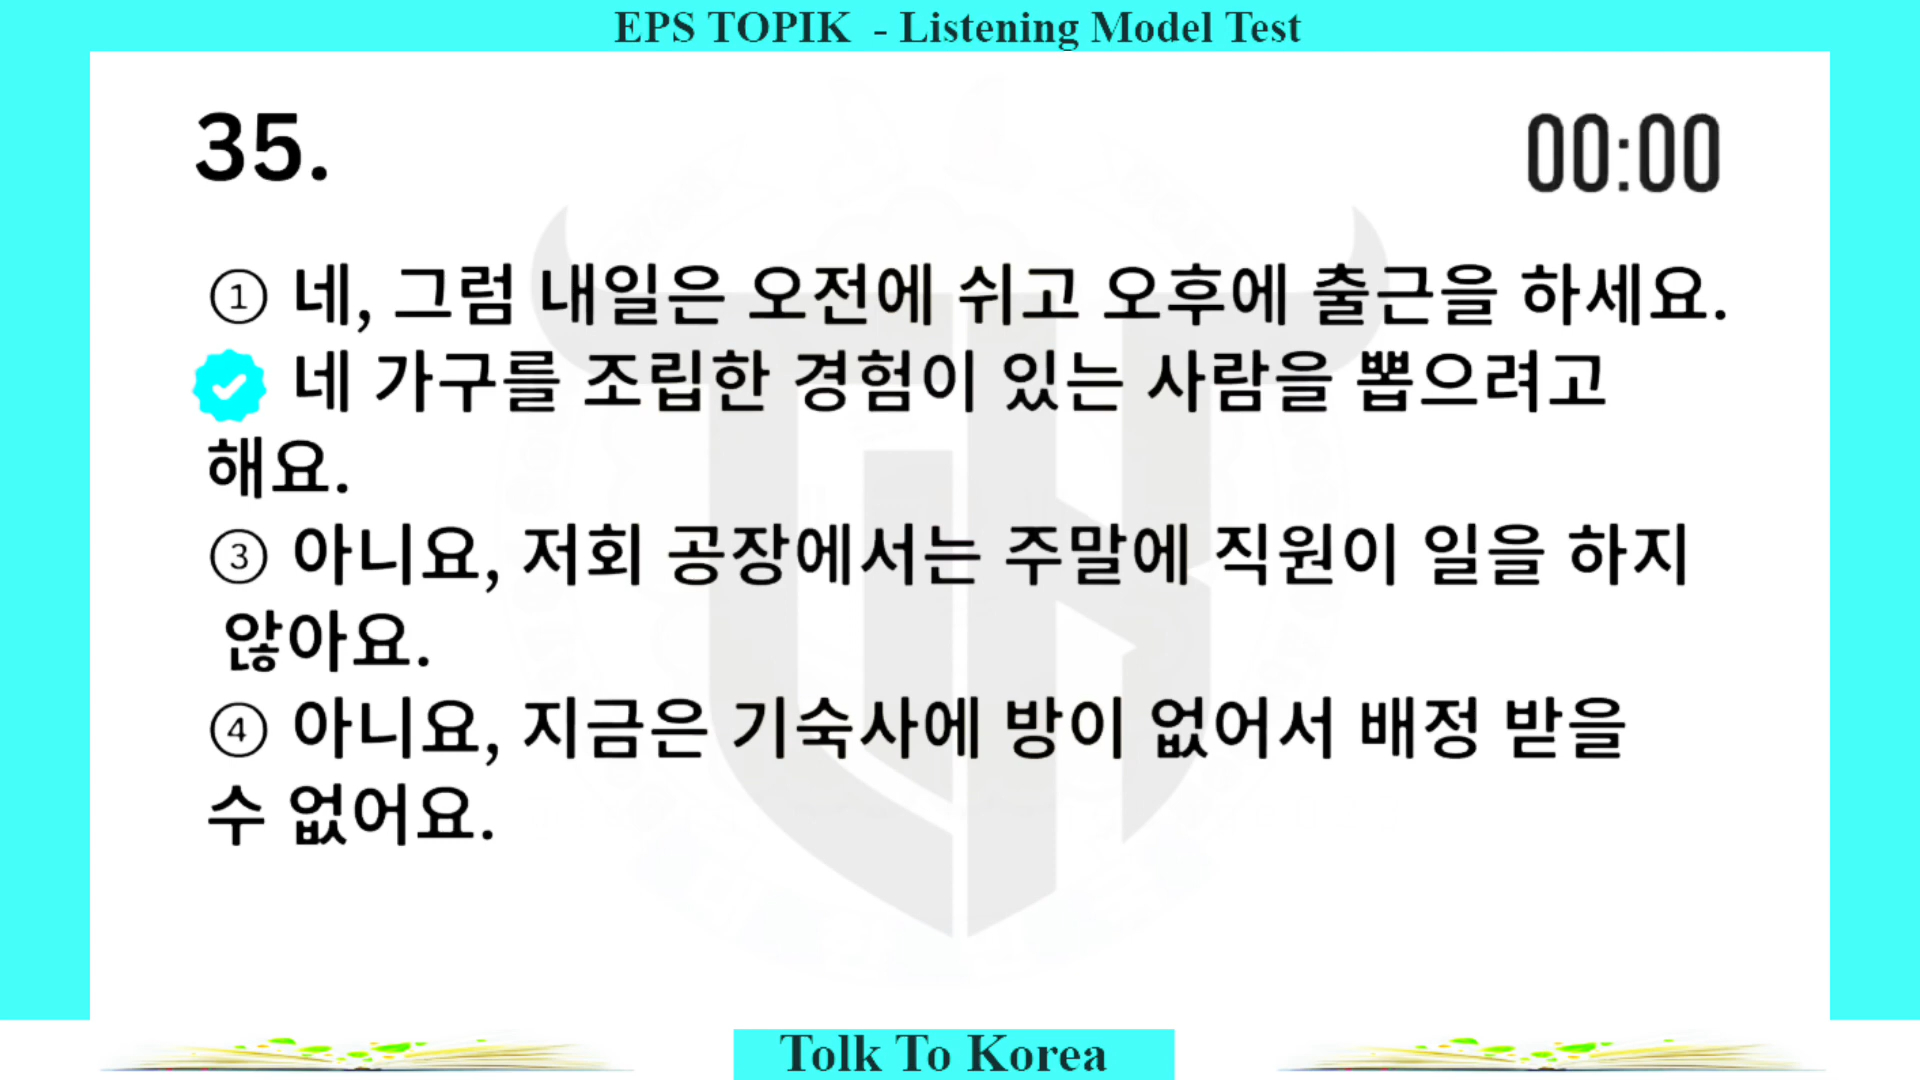 EPS TOPIK - Listening Model Test
35.
00:00
① 네, 그럼 내일은 오전에 쉬고 오후에 출근을 하세요.
네 가구를 조립한 경험이 있는 사람을 뽑으려고
해요.
③ 아니요, 저회 공장에서는 주말에 직원이 일을 하지
않아요.
④ 아니요, 지금은 기숙사에 방이 없어서 배정 받을
수 없어요.
Tolk To Korea